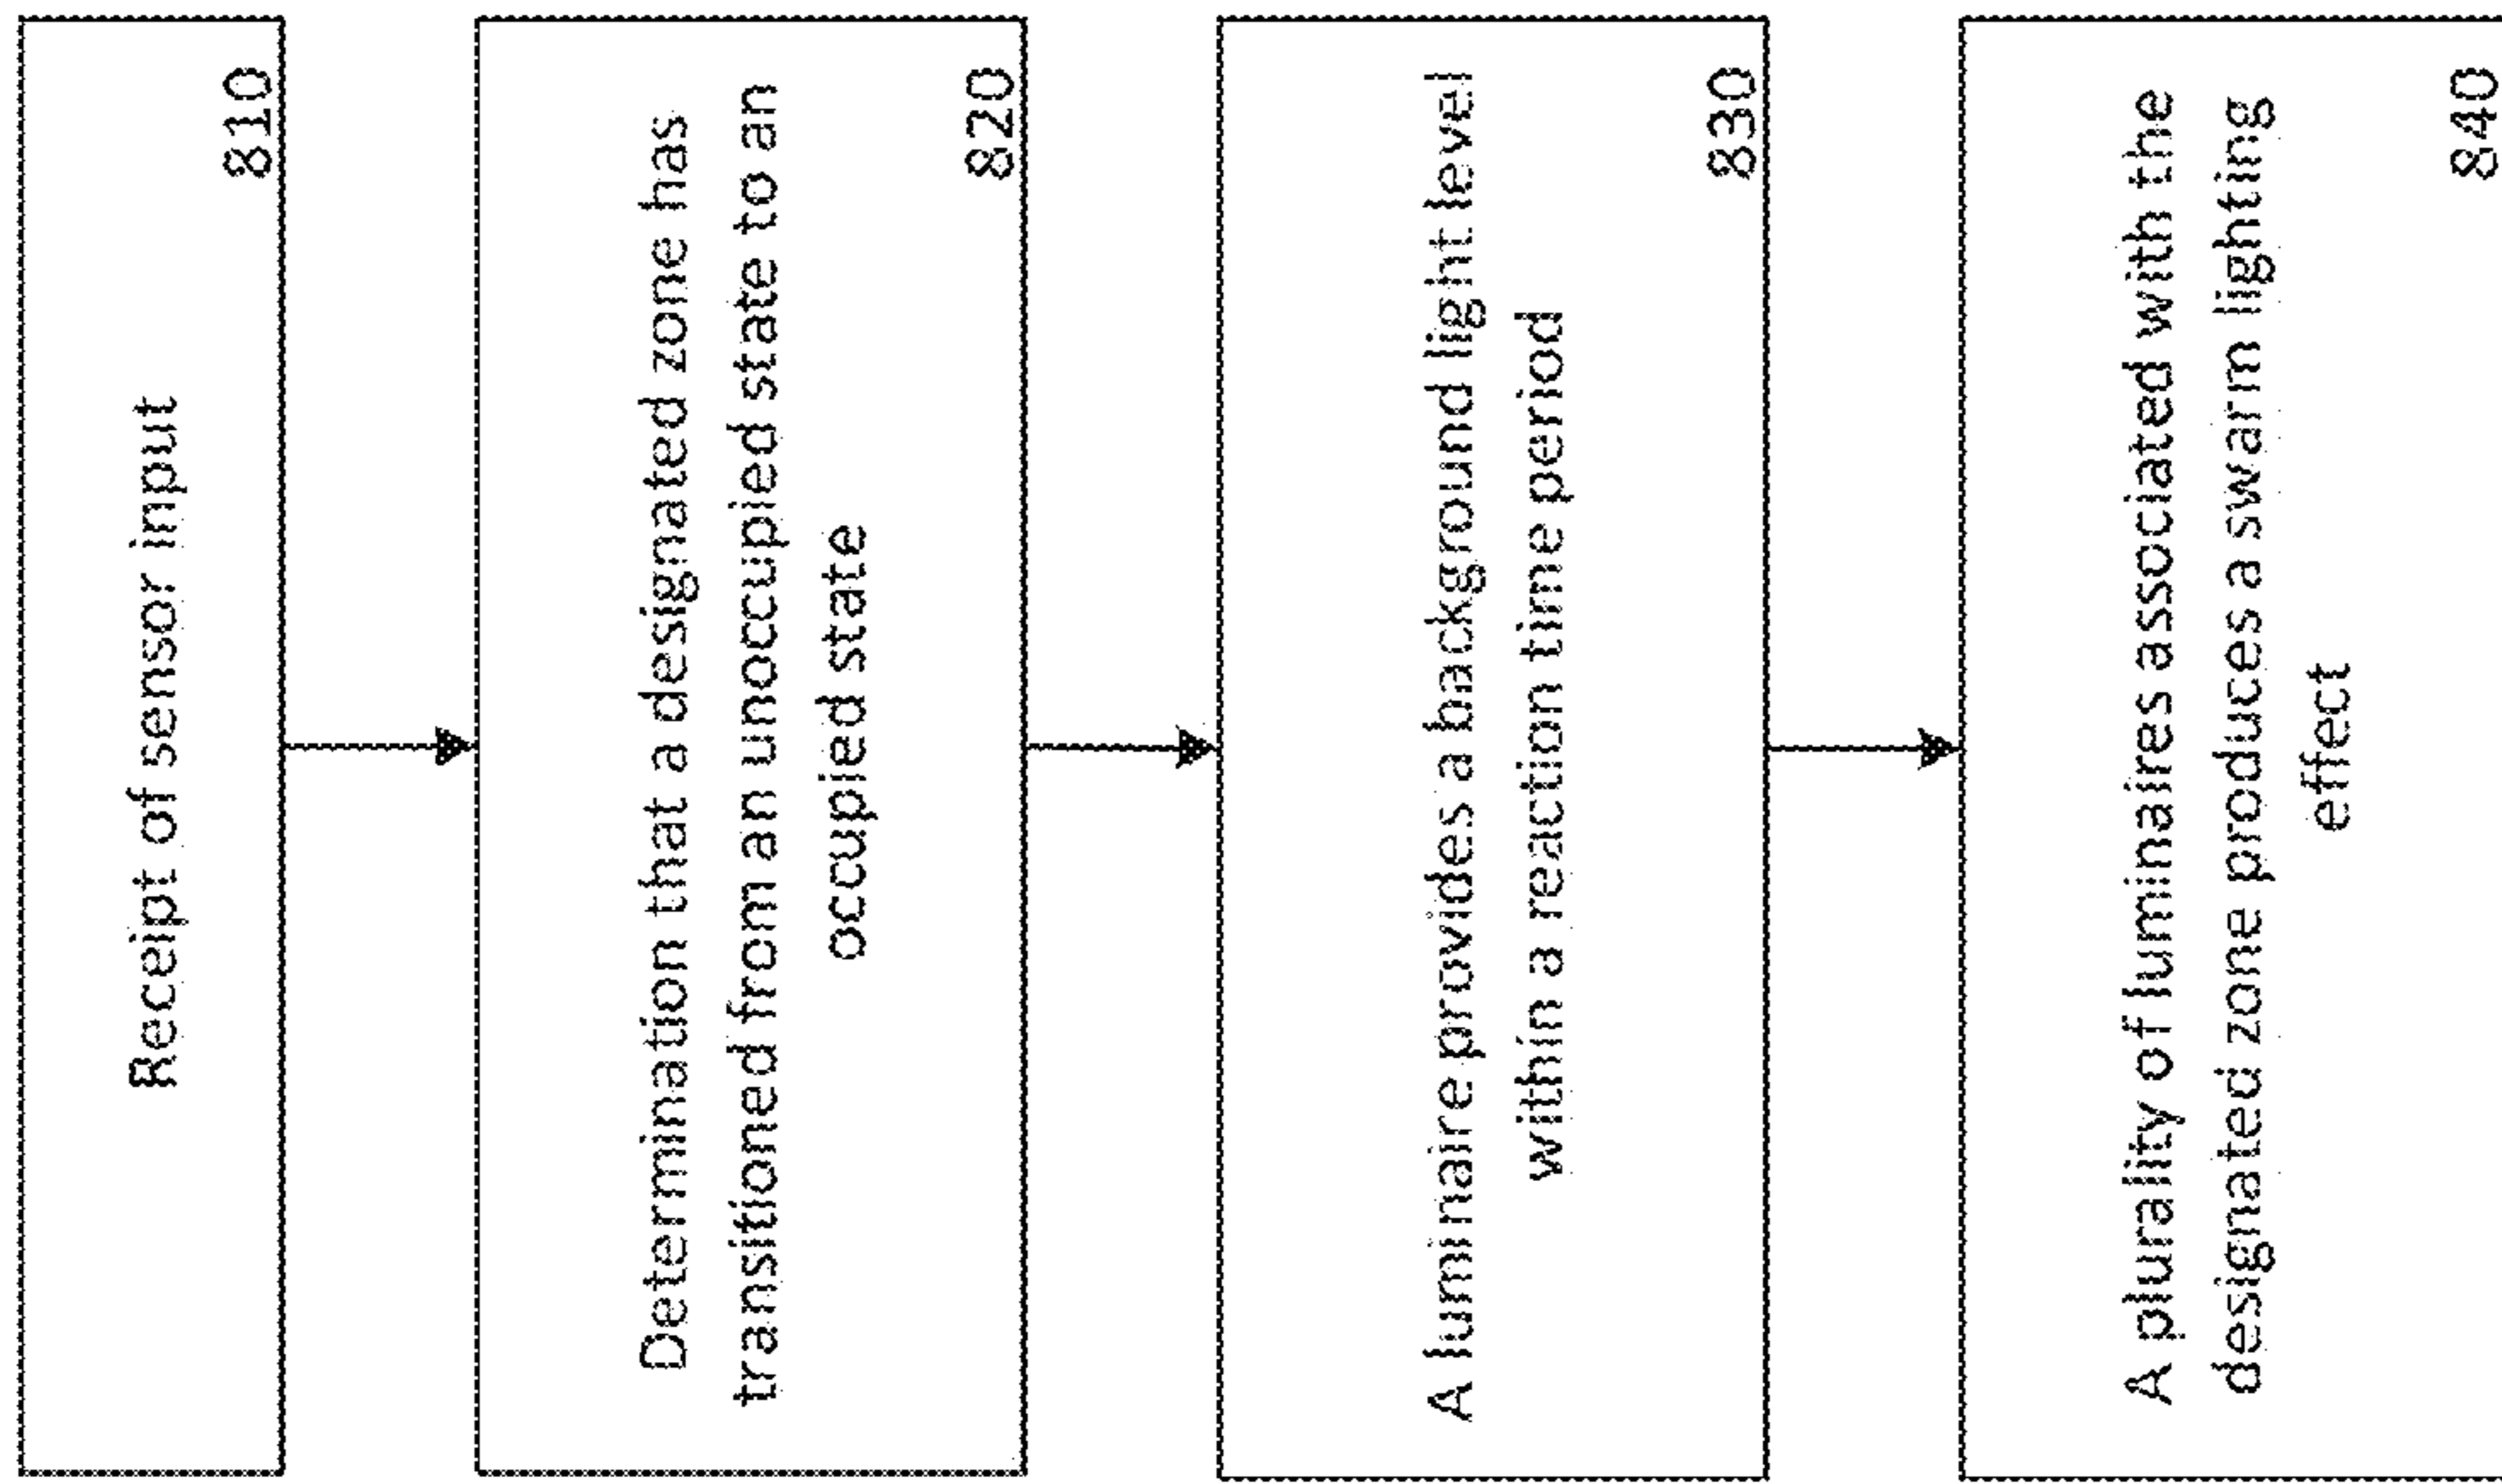 Receipt of sensor input
810
Determination that a designated zone has
transitioned from an unoccupied state to an
occupied state
820
A luminaire provides a background light level
within a reaction time period
830
A plurality of luminaires associated with the
designated zone produces a swarm lighting
effect
840